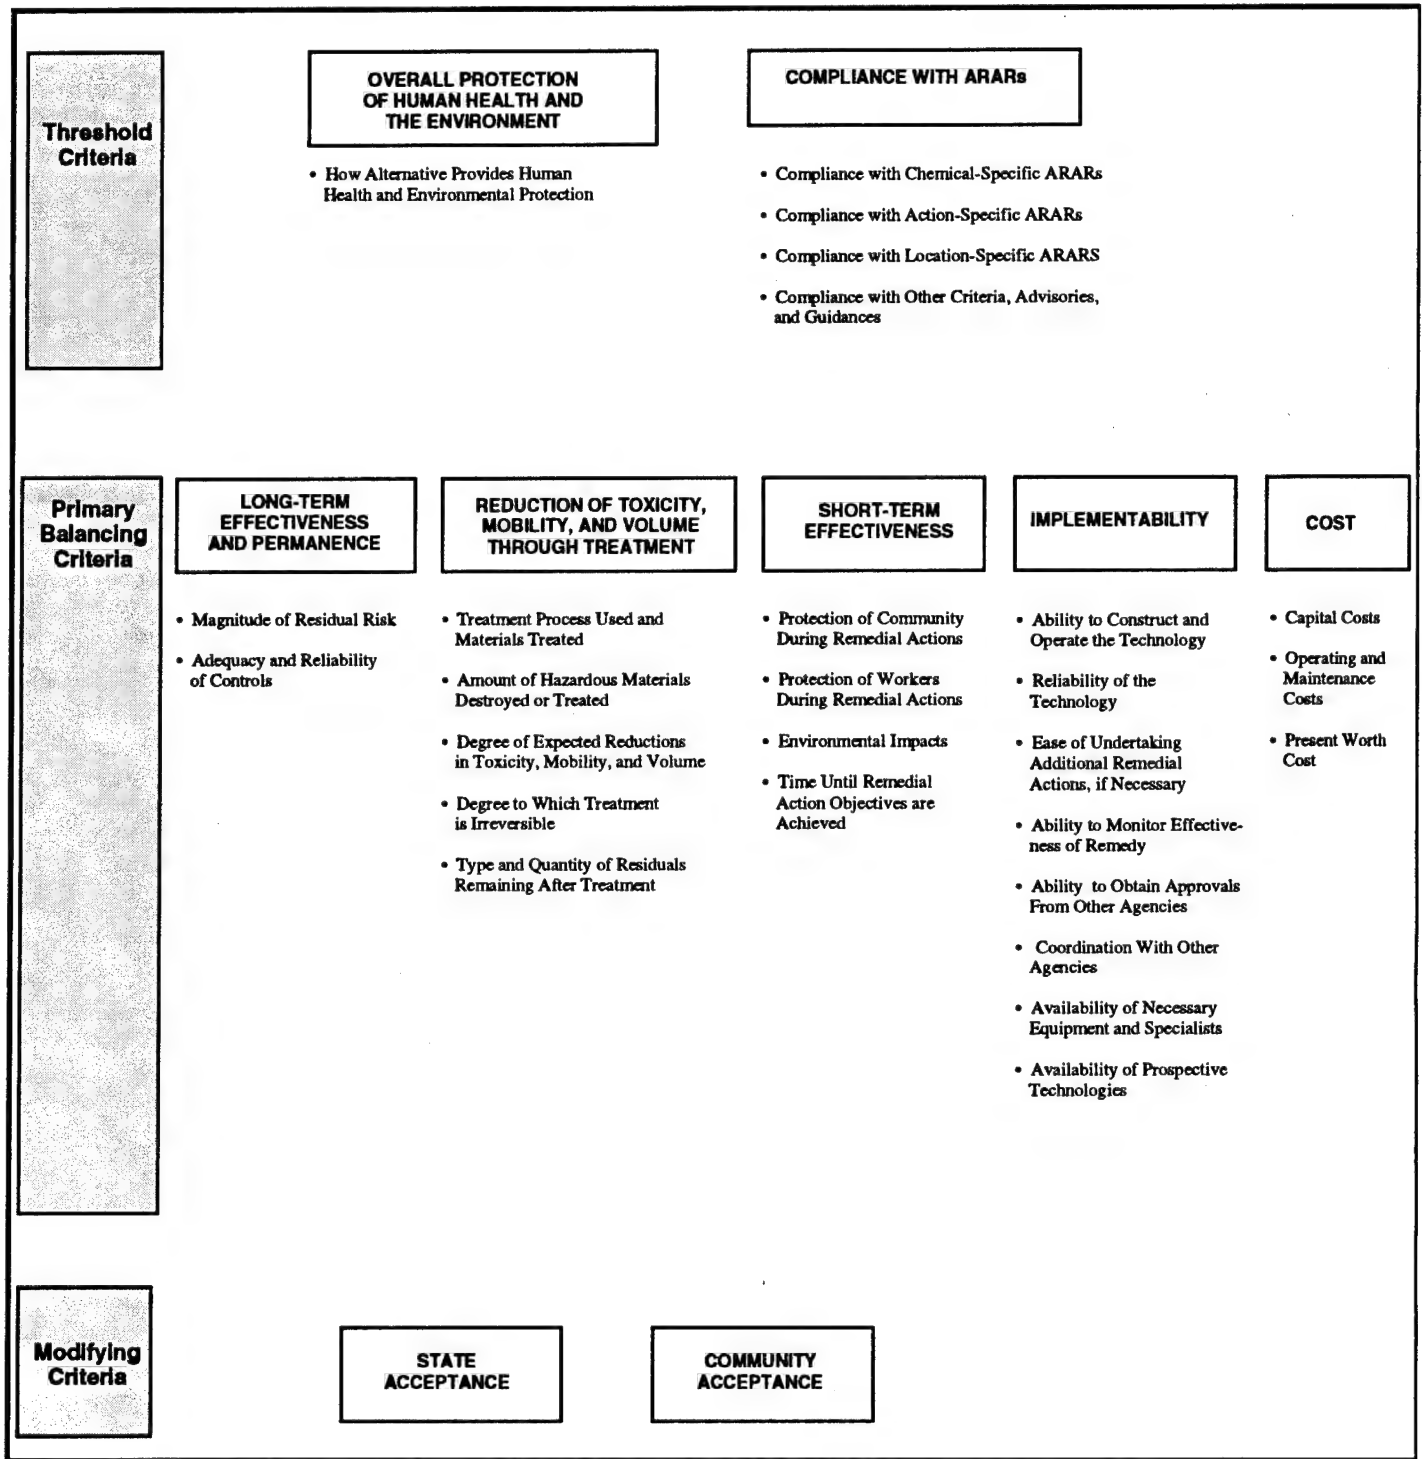 Threshold
Criteria
OVERALL PROTECTION
OF HUMAN HEALTH AND
THE ENVIRONMENT
• How Alternative Provides Human
Health and Environmental Protection
COMPLIANCE WITH ARARs
• Compliance with Chemical-Specific ARARs
• Compliance with Action-Specific ARARs
• Compliance with Location-Specific ARARS
• Compliance with Other Criteria, Advisories,
and Guidances
Primary
Balancing
Criteria
LONG-TERM
EFFECTIVENESS
AND PERMANENCE
• Magnitude of Residual Risk
• Adequacy and Reliability
of Controls
REDUCTION OF TOXICITY,
MOBILITY, AND VOLUME
THROUGH TREATMENT
• Treatment Process Used and
Materials Treated
• Amount of Hazardous Materials
Destroyed or Treated
• Degree of Expected Reductions
in Toxicity, Mobility, and Volume
• Degree to Which Treatment
is Irreversible
• Type and Quantity of Residuals
Remaining After Treatment
SHORT-TERM
EFFECTIVENESS
• Protection of Community
During Remedial Actions
• Protection of Workers
During Remedial Actions
• Environmental Impacts
• Time Until Remedial
Action Objectives are
Achieved
IMPLEMENTABILITY
• Ability to Construct and
Operate the Technology
• Reliability of the
Technology
• Ease of Undertaking
Additional Remedial
Actions, if Necessary
• Ability to Monitor Effective-
ness of Remedy
• Ability to Obtain Approvals
From Other Agencies
• Coordination With Other
Agencies
• Availability of Necessary
Equipment and Specialists
• Availability of Prospective
Technologies
COST
• Capital Costs
• Operating and
Maintenance
Costs
• Present Worth
Cost
Modifying
Criteria
STATE
ACCEPTANCE
COMMUNITY
ACCEPTANCE